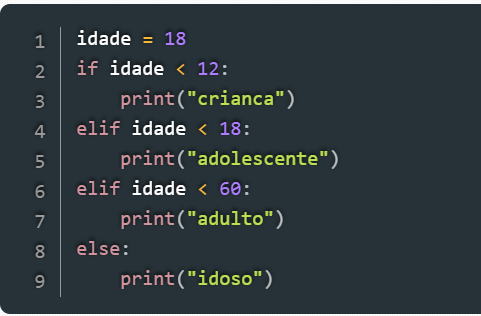 1 idade = 18
2 if idade < 12:
3     print("crianca")
4 elif idade < 18:
5     print("adolescente")
6 elif idade < 60:
7     print("adulto")
8 else:
9     print("idoso")